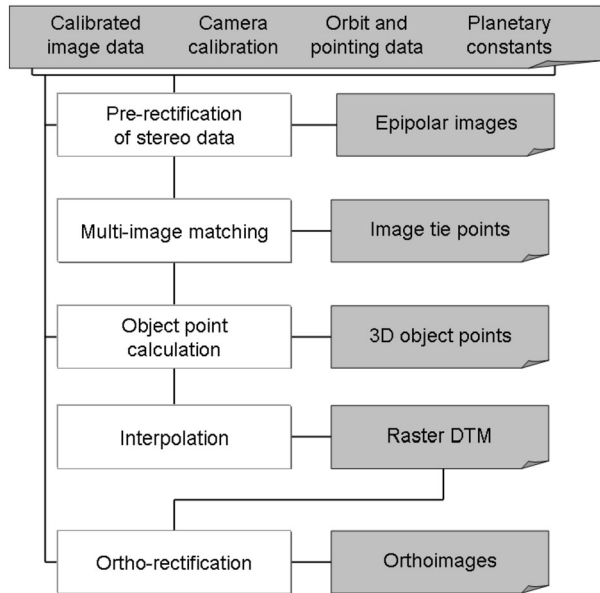 Calibrated image data
Camera calibration
Orbit and pointing data
Planetary constants
Pre-rectification
of stereo data
Epipolar images
Multi-image matching
Image tie points
Object point
calculation
3D object points
Interpolation
Raster DTM
Ortho-rectification
Orthoimages